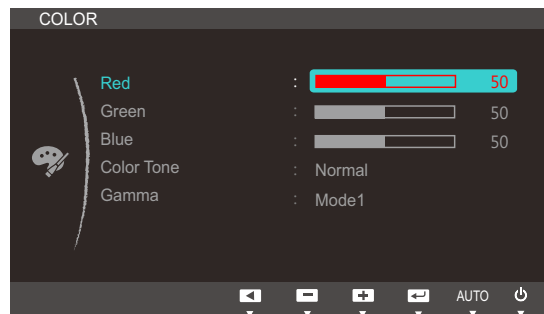 COLOR
Red : 50
Green : 50
Blue : 50
Color Tone : Normal
Gamma : Mode1
AUTO